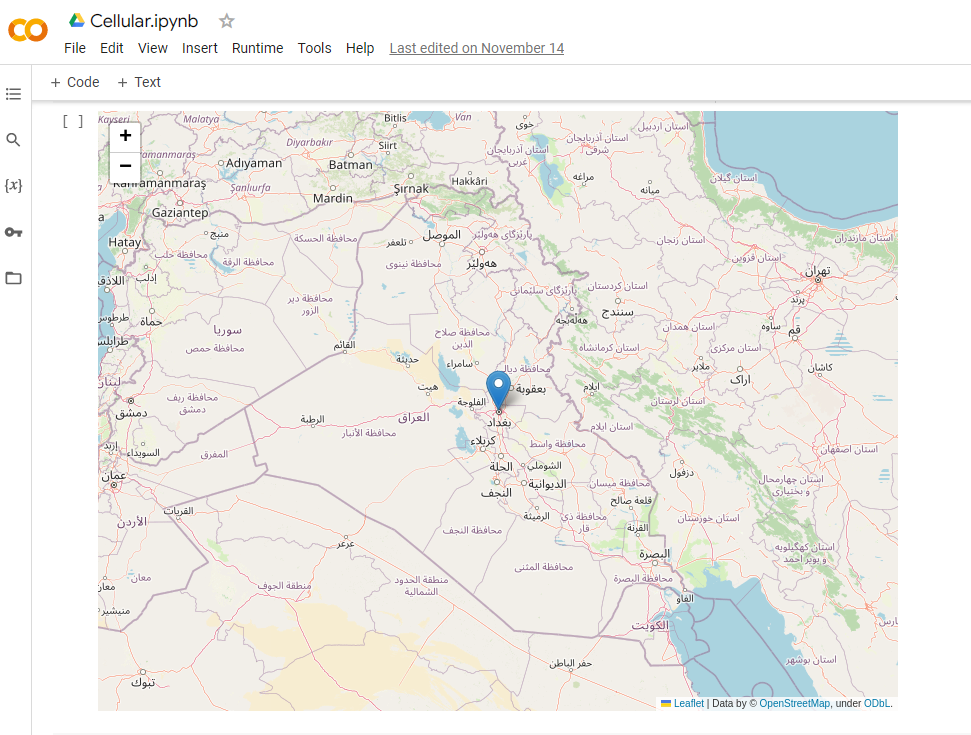 Cellular.ipynb
File Edit View Insert Runtime Tools Help Last edited on November 14
+ Code + Text
[ ]
+
−
{x}
Kayseri
Malatya
Bitlis
Van
خوی
استان اردبیل
Diyarbakır
Siirt
استان آذربایجان
شرقی
استان آذربایجان
غربی
Adıyaman
Batman
Hakkâri
مراغه
میانه
استان گیلان
Kahramanmaraş
Şanlıurfa
Şırnak
Mardin
Gaziantep
منبج
محافظة الحسكة
تلعفر
الموصل
پارێزگای هەولێر
استان زنجان
استان مازندران
Hatay
محافظة حلب
محافظة الرقة
محافظة نينوى
هەولێر
استان قزوین
تهران
إدلب
اللاذقية
پارێزگای سلێمانی
استان کردستان
محافظة دير
الزور
پرند
طرطوس
حماة
هەڵەبجە
سنندج
استان همدان
ساوه
قم
سوريا
محافظة صلاح
الدين
طرابلس
محافظة حمص
القائم
حديثة
سامراء
استان کرمانشاه
استان مرکزی
محافظة ديالى
ملایر
اراک
کاشان
لبنان
هيت
بعقوبة
ایلام
محافظة ريف
دمشق
الفلوجة
استان لرستان
دمشق
الرطبة
العراق
بغداد
استان ایلام
محافظة الأنبار
كربلاء
محافظة واسط
إربد
السويداء
المفرق
استان اصفهان
الحلة
الشوملي
دزفول
عمان
النجف
الديوانية
محافظة ميسان
استان چهارمحال
و بختیاری
قلعة صالح
القريات
الأردن
الرميثة
محافظة ذي
قار
استان خوزستان
محافظة النجف
القرنة
عرعر
البصرة
استان کهگیلویه
و بویر احمد
محافظة المثنى
معان
محافظة البصرة
منطقة الجوف
منطقة الحدود
الشمالية
معان
الفاو
الكويت
حفر الباطن
استان بوشهر
تبوك
Leaflet | Data by © OpenStreetMap, under ODbL.